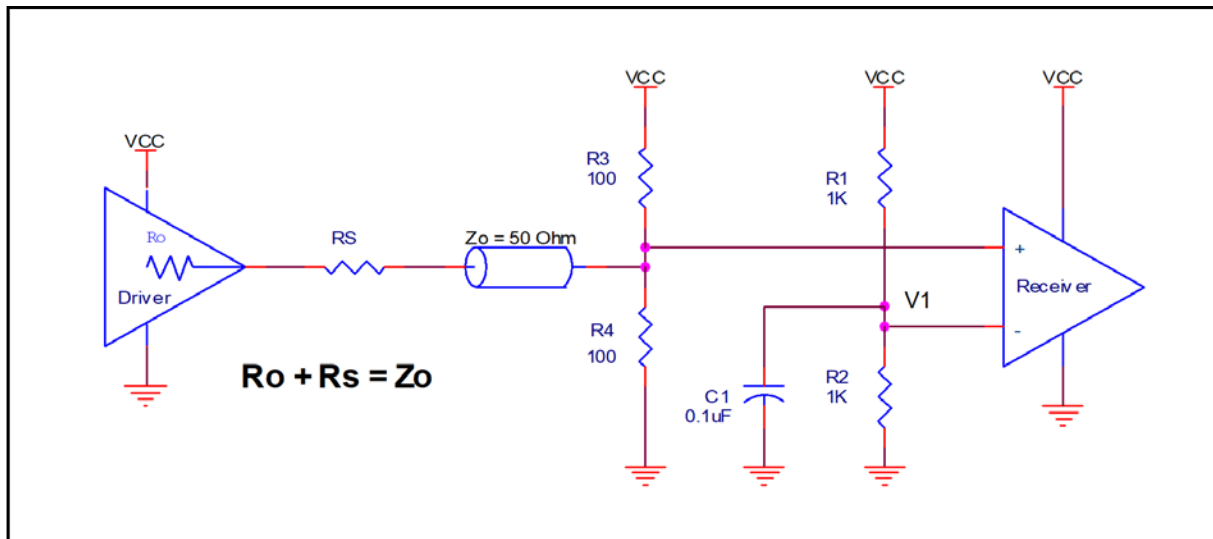 VCC
VCC
VCC
VCC
R3
100
R1
1K
Ro
RS
Zo = 50 Ohm
+
Driver
Receiver
V1
-
R4
100
Ro + Rs = Zo
R2
1K
C1
0.1uF